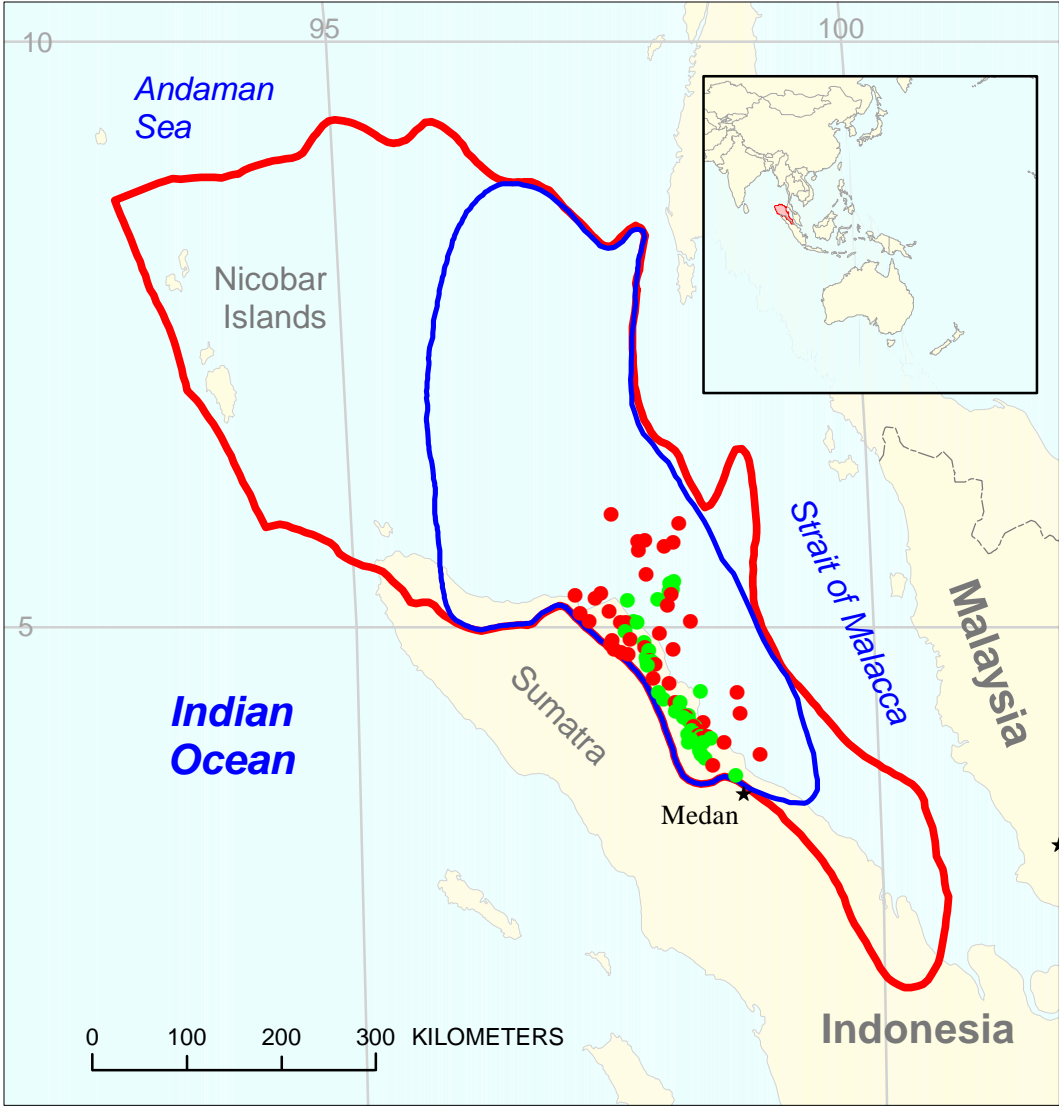 95
100
10
Andaman
Sea
Nicobar
Islands
Strait of Malacca
Malaysia
5
Sumatra
Indian
Ocean
Medan
Indonesia
0 100 200 300 KILOMETERS